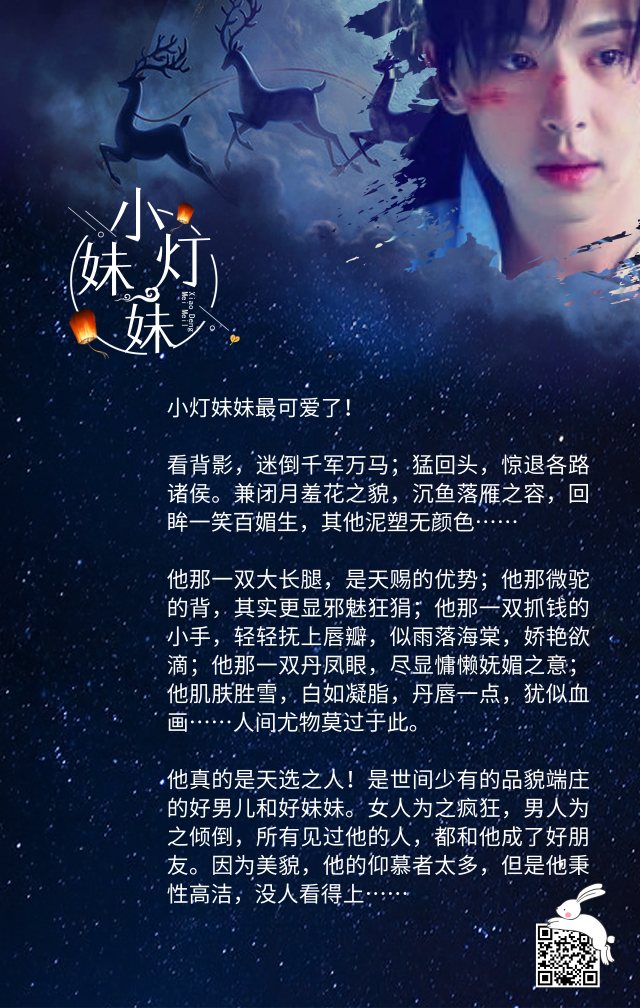 小灯
妹妹
Xiao Deng
Mei Mei
小灯妹妹最可爱了！
看背影，迷倒千军万马；猛回头，惊退各路
诸侯。兼闭月羞花之貌，沉鱼落雁之容，回
眸一笑百媚生，其他泥塑无颜色……
他那一双大长腿，是天赐的优势；他那微驼
的背，其实更显邪魅狂狷；他那一双抓钱的
小手，轻轻抚上唇瓣，似雨落海棠，娇艳欲
滴；他那一双丹凤眼，尽显慵懒妩媚之意；
他肌肤胜雪，白如凝脂，丹唇一点，犹似血
画……人间尤物莫过于此。
他真的是天选之人！是世间少有的品貌端庄
的好男儿和好妹妹。女人为之疯狂，男人为
之倾倒，所有见过他的人，都和他成了好朋
友。因为美貌，他的仰慕者太多，但是他秉
性高洁，没人看得上……